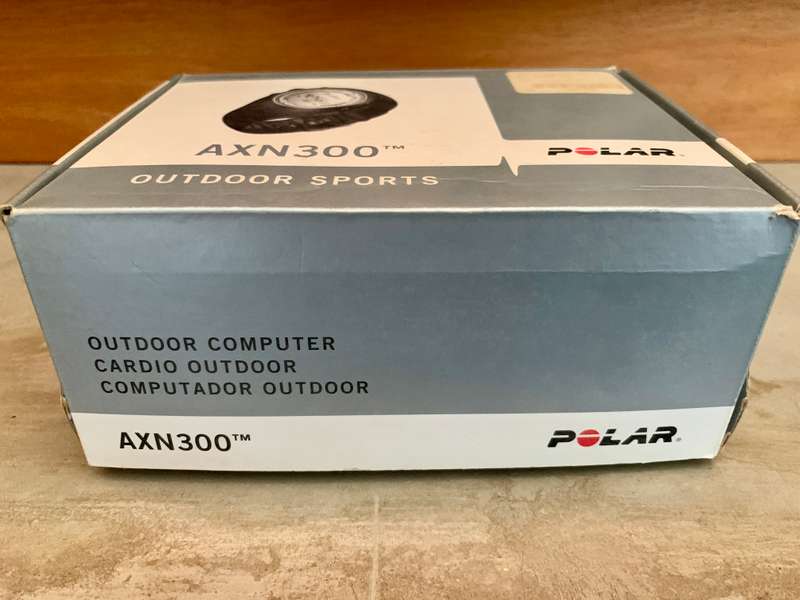 AXN300™
POLAR®
OUTDOOR SPORTS
OUTDOOR COMPUTER
CARDIO OUTDOOR
COMPUTADOR OUTDOOR
AXN300™
POLAR®